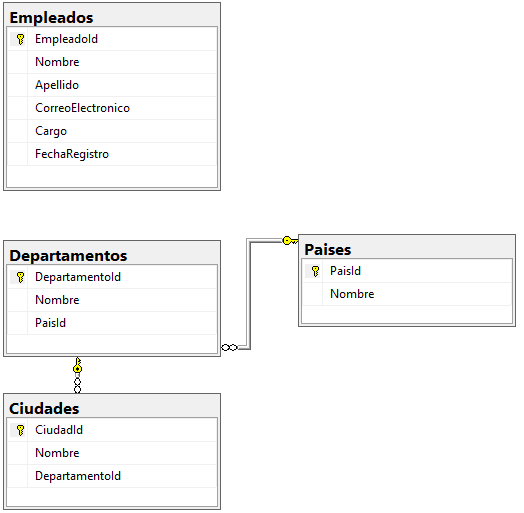 Empleados
EmpleadoId
Nombre
Apellido
CorreoElectronico
Cargo
FechaRegistro
Departamentos
DepartamentoId
Nombre
PaisId
Paises
PaisId
Nombre
Ciudades
CiudadId
Nombre
DepartamentoId